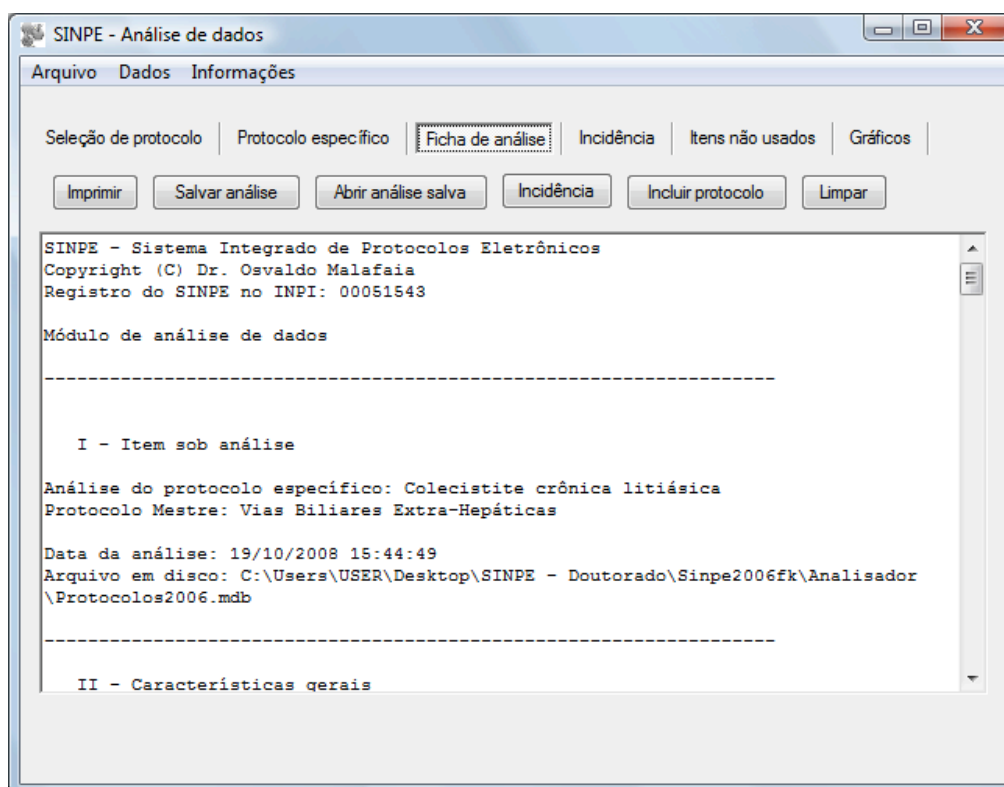 SINPE - Análise de dados
Arquivo Dados Informações
Seleção de protocolo Protocolo específico Ficha de análise Incidência Itens não usados Gráficos
Imprimir Salvar análise Abrir análise salva Incidência Incluir protocolo Limpar
SINPE - Sistema Integrado de Protocolos Eletrônicos
Copyright (C) Dr. Osvaldo Malafaia
Registro do SINPE no INPI: 00051543
Módulo de análise de dados
-------------------------------------------------------------------
I - Item sob análise
Análise do protocolo específico: Colecistite crônica litiásica
Protocolo Mestre: Vias Biliares Extra-Hepáticas
Data da análise: 19/10/2008 15:44:49
Arquivo em disco: C:\Users\USER\Desktop\SINPE - Doutorado\Sinpe2006fk\Analisador
\Protocolos2006.mdb
-------------------------------------------------------------------
II - Características gerais